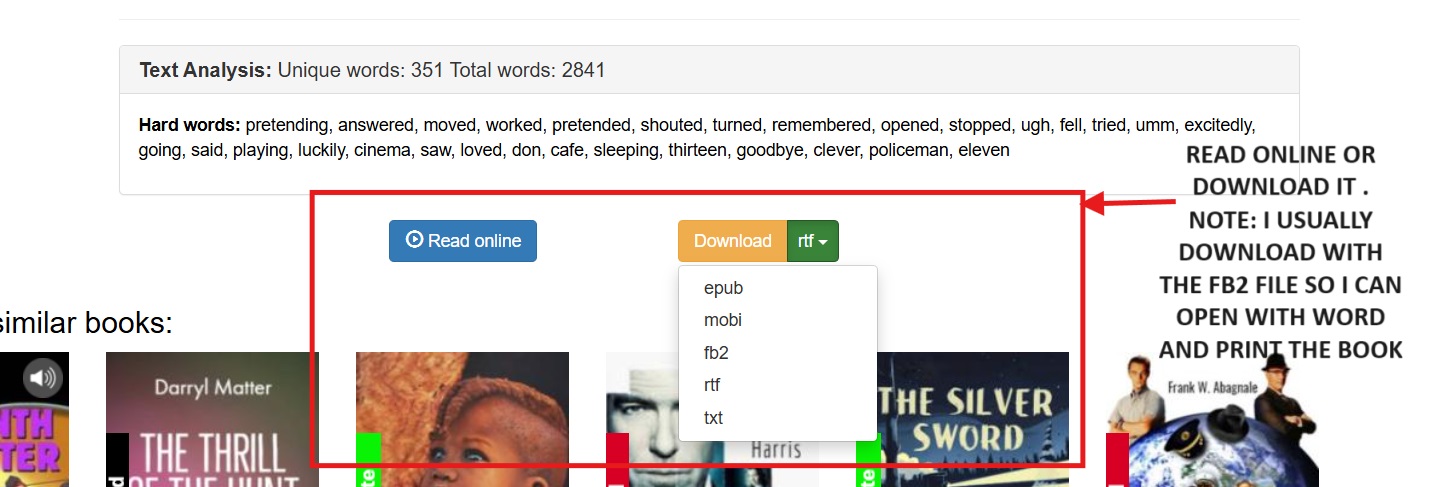 Text Analysis: Unique words: 351 Total words: 2841
Hard words: pretending, answered, moved, worked, pretended, shouted, turned, remembered, opened, stopped, ugh, fell, tried, umm, excitedly,
going, said, playing, luckily, cinema, saw, loved, don, cafe, sleeping, thirteen, goodbye, clever, policeman, eleven
READ ONLINE OR
DOWNLOAD IT .
NOTE: I USUALLY
DOWNLOAD WITH
THE FB2 FILE SO I CAN
OPEN WITH WORD
AND PRINT THE BOOK
Read online
Download rtf
epub
mobi
fb2
rtf
txt
similar books:
Darryl Matter
THE THRILL
OF THE HUNT
Harris
THE SILVER
SWORD
Frank W. Abagnale